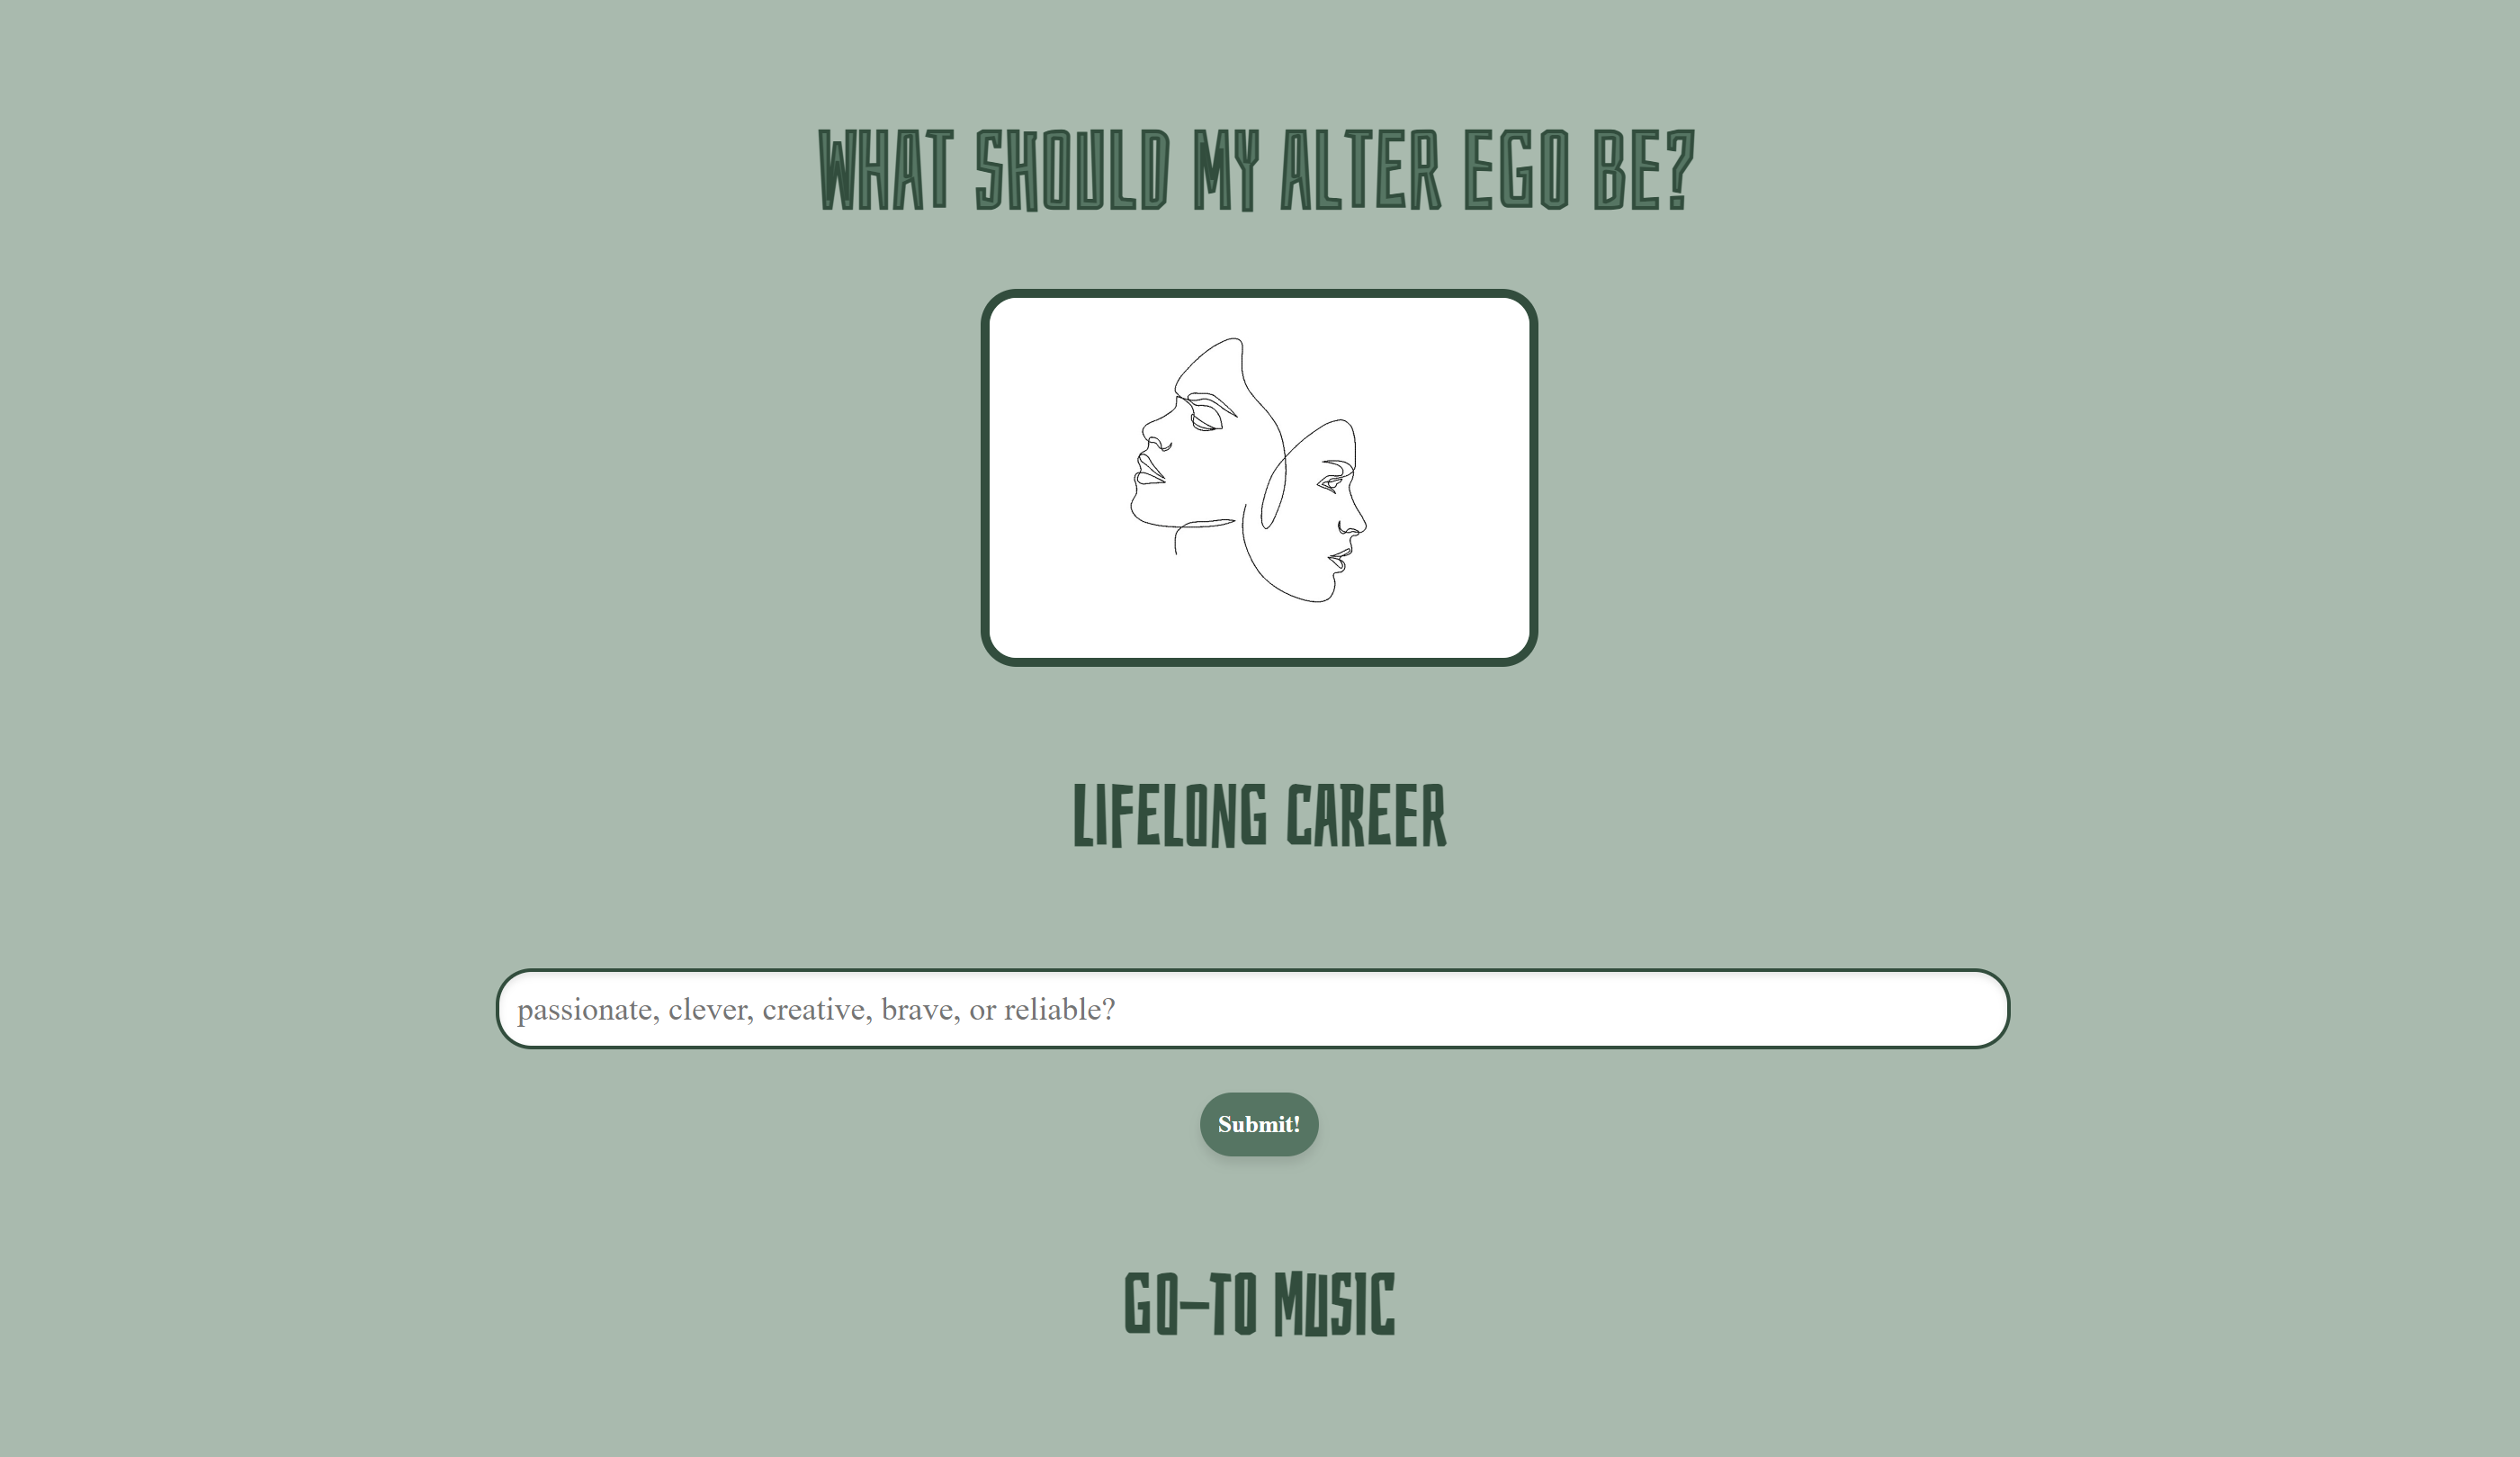 WHAT SHOULD MY ALTER EGO BE?
LIFELONG CAREER
passionate, clever, creative, brave, or reliable?
Submit!
GO-TO MUSIC